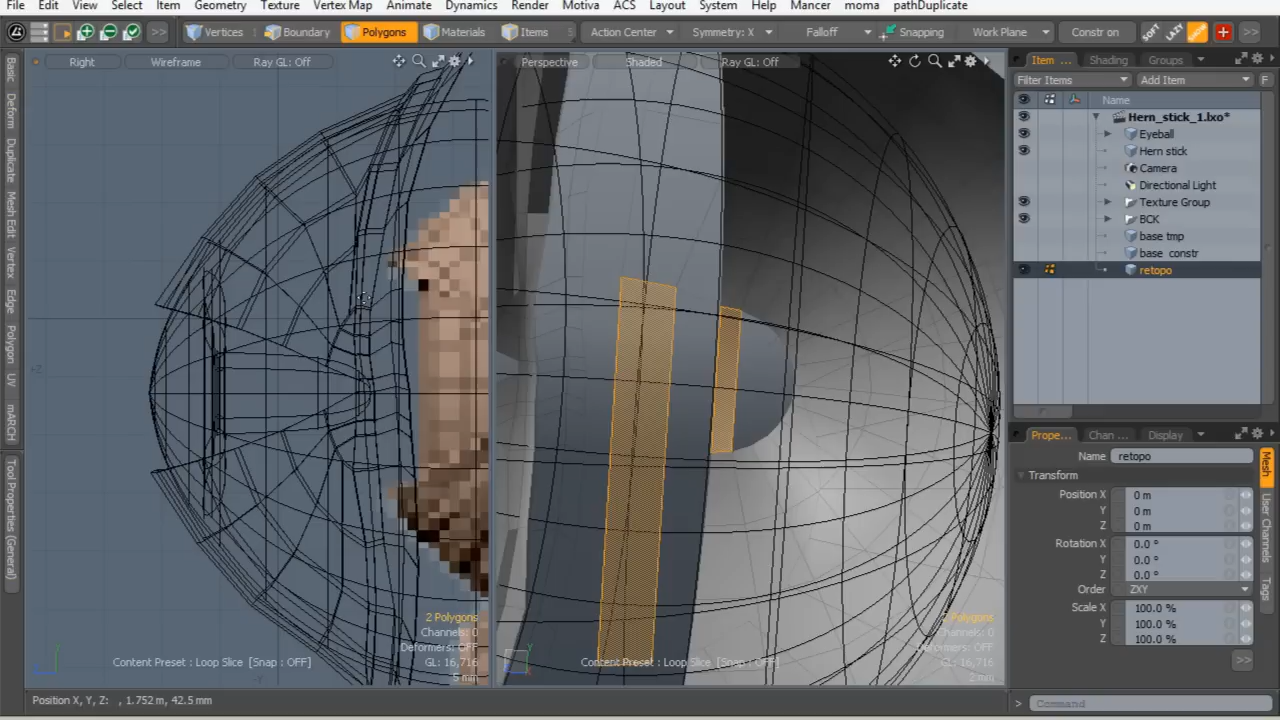 File Edit View Select Item Geometry Texture Vertex Map Animate Dynamics Render Motiva ACS Layout System Help Mancer moma pathDuplicate
>> Vertices Boundary Polygons Materials Items Action Center Symmetry: X Falloff Snapping Work Plane Constr on SOFT LAZY >>
Right Wireframe Ray GL: Off
Perspective Shaded Ray GL: Off
Item ... Shading Groups
Filter Items Add Item F
Name
Hern_stick_1.lxo*
Eyeball
Hern stick
Camera
Directional Light
Texture Group
BCK
base tmp
base constr
retopo
Basic
Deform
Duplicate
Mesh Edit
Vertex
Edge
Polygon
UV
mARCH
Tool Properties (General)
2 Polygons
Channels: 0
Deformers: OFF
GL: 16,716
5 mm
Content Preset : Loop Slice [Snap : OFF]
-Y
2 Polygons
Channels: 0
Deformers: OFF
GL: 16,716
2 mm
Content Preset : Loop Slice [Snap : OFF]
Prope... Chan ... Display
Name retopo
Transform
Position X 0 m
Y 0 m
Z 0 m
Rotation X 0.0 °
Y 0.0 °
Z 0.0 °
Order ZXY
Scale X 100.0 %
Y 100.0 %
Z 100.0 %
>>
Mesh
User Channels
Tags
Position X, Y, Z: , 1.752 m, 42.5 mm
> Command